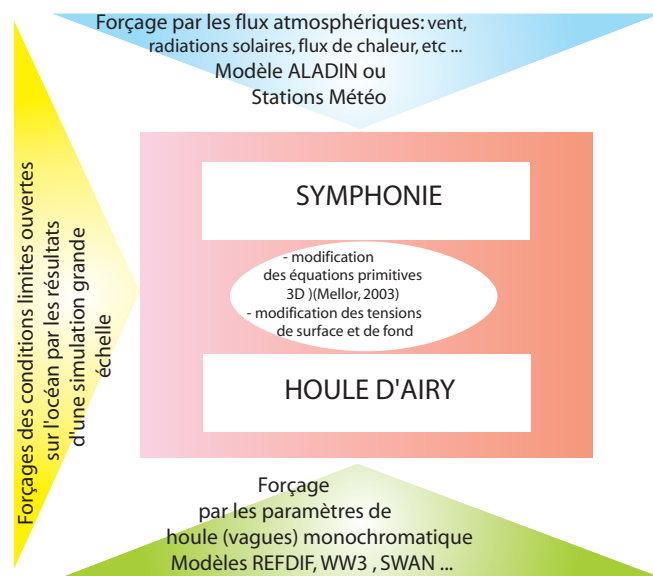 Forçage par les flux atmosphériques: vent,
radiations solaires, flux de chaleur, etc ...
Modèle ALADIN ou
Stations Météo
Forçages des conditions limites ouvertes
sur l'océan par les résultats
d'une simulation grande
échelle
SYMPHONIE
- modification
des équations primitives
3D )(Mellor, 2003)
- modification des tensions
de surface et de fond
HOULE D'AIRY
Forçage
par les paramètres de
houle (vagues) monochromatique
Modèles REFDIF, WW3 , SWAN ...